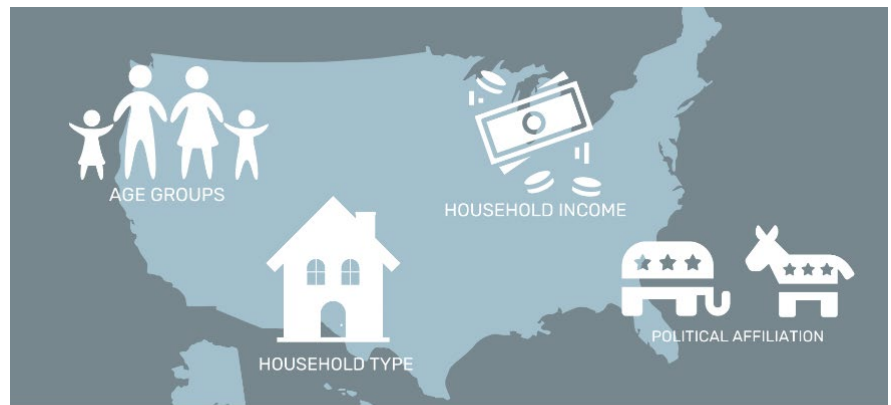 AGE GROUPS
HOUSEHOLD INCOME
HOUSEHOLD TYPE
POLITICAL AFFILIATION